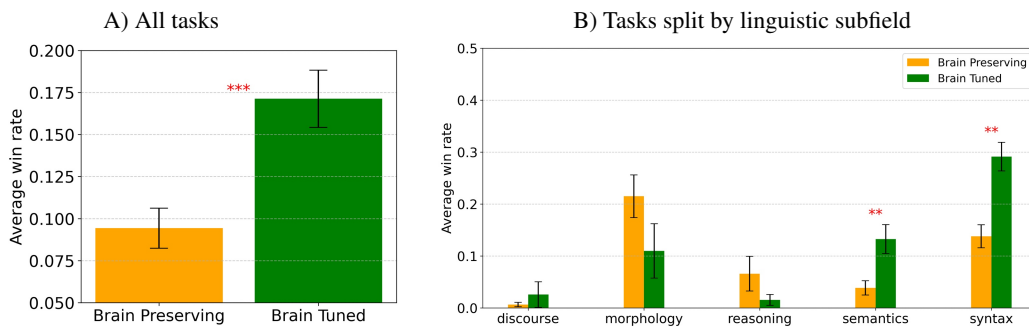 A) All tasks
0.200
0.175
0.150
0.125
0.100
0.075
0.050
Average win rate
***
Brain Preserving
Brain Tuned
B) Tasks split by linguistic subfield
0.5
0.4
0.3
0.2
0.1
0.0
Average win rate
Brain Preserving
Brain Tuned
**
**
discourse
morphology
reasoning
semantics
syntax